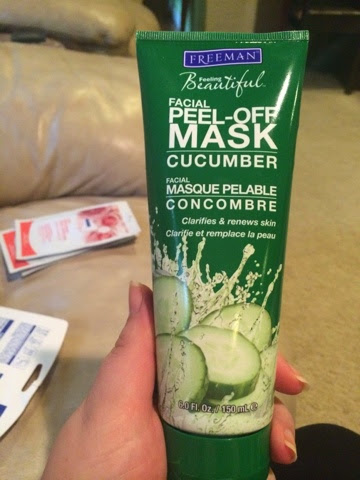 FREEMAN
Feeling
Beautiful
FACIAL
PEEL-OFF
MASK
CUCUMBER
FACIAL
MASQUE PELABLE
CONCOMBRE
Clarifies & renews skin
Clarifie et remplace la peau
6.0 Fl. Oz. / 150 mL e